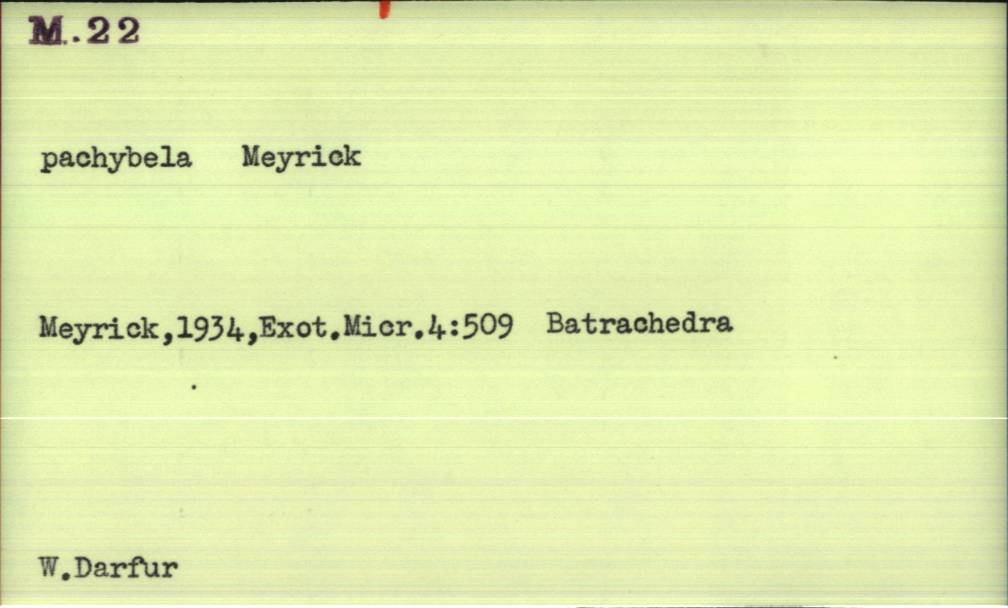 M.22
pachybela Meyrick
Meyrick,1934,Exot.Micr.4:509 Batrachedra
W.Darfur